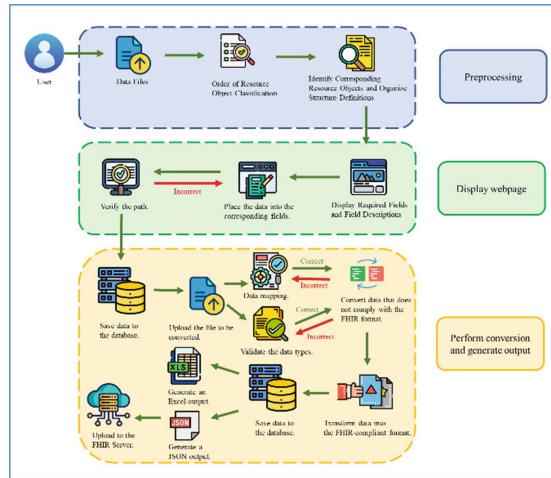 User
Data Files
Order of Resource
Object Classification
Identify Corresponding
Resource Objects and Organize
Structure Definitions
Preprocessing
Verify the path.
Incorrect
Place the data into the
corresponding fields.
Display Required Fields
and Field Descriptions
Display webpage
Save data to
the database.
Upload the file to be
converted.
Data mapping.
Correct
Incorrect
Validate the data types.
Correct
Incorrect
Convert data that does
not comply with the
FHIR format.
Perform conversion
and generate output
XLS
Generate an
Excel output.
Upload to the
FHIR Server.
JSON
Generate a
JSON output.
Save data to
the database.
Transform data into
the FHIR-compliant format.